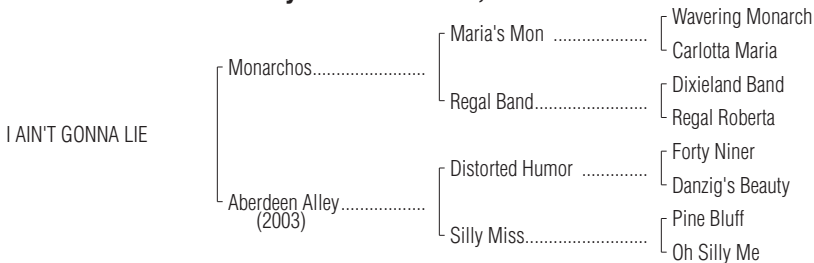 Wavering Monarch
Maria's Mon ...................
Carlotta Maria
Monarchos.......................
Dixieland Band
Regal Band.......................
Regal Roberta
I AIN'T GONNA LIE
Forty Niner
Distorted Humor .............
Danzig's Beauty
Aberdeen Alley.................
(2003)
Pine Bluff
Silly Miss.........................
Oh Silly Me